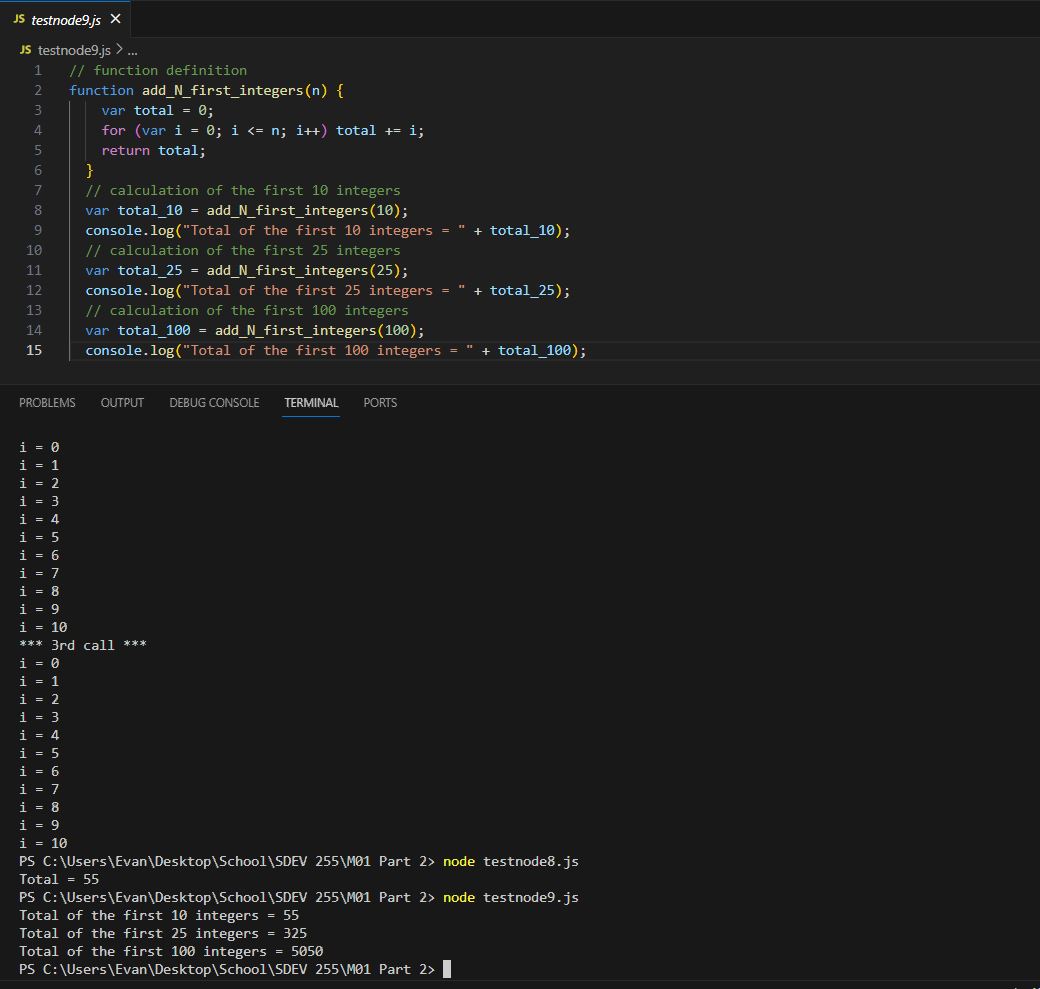 JS testnode9.js ×
JS testnode9.js > ...
1 // function definition
2 function add_N_first_integers(n) {
3 var total = 0;
4 for (var i = 0; i <= n; i++) total += i;
5 return total;
6 }
7 // calculation of the first 10 integers
8 var total_10 = add_N_first_integers(10);
9 console.log("Total of the first 10 integers = " + total_10);
10 // calculation of the first 25 integers
11 var total_25 = add_N_first_integers(25);
12 console.log("Total of the first 25 integers = " + total_25);
13 // calculation of the first 100 integers
14 var total_100 = add_N_first_integers(100);
15 console.log("Total of the first 100 integers = " + total_100);
PROBLEMS OUTPUT DEBUG CONSOLE TERMINAL PORTS
i = 0
i = 1
i = 2
i = 3
i = 4
i = 5
i = 6
i = 7
i = 8
i = 9
i = 10
*** 3rd call ***
i = 0
i = 1
i = 2
i = 3
i = 4
i = 5
i = 6
i = 7
i = 8
i = 9
i = 10
PS C:\Users\Evan\Desktop\School\SDEV 255\M01 Part 2> node testnode8.js
Total = 55
PS C:\Users\Evan\Desktop\School\SDEV 255\M01 Part 2> node testnode9.js
Total of the first 10 integers = 55
Total of the first 25 integers = 325
Total of the first 100 integers = 5050
PS C:\Users\Evan\Desktop\School\SDEV 255\M01 Part 2>